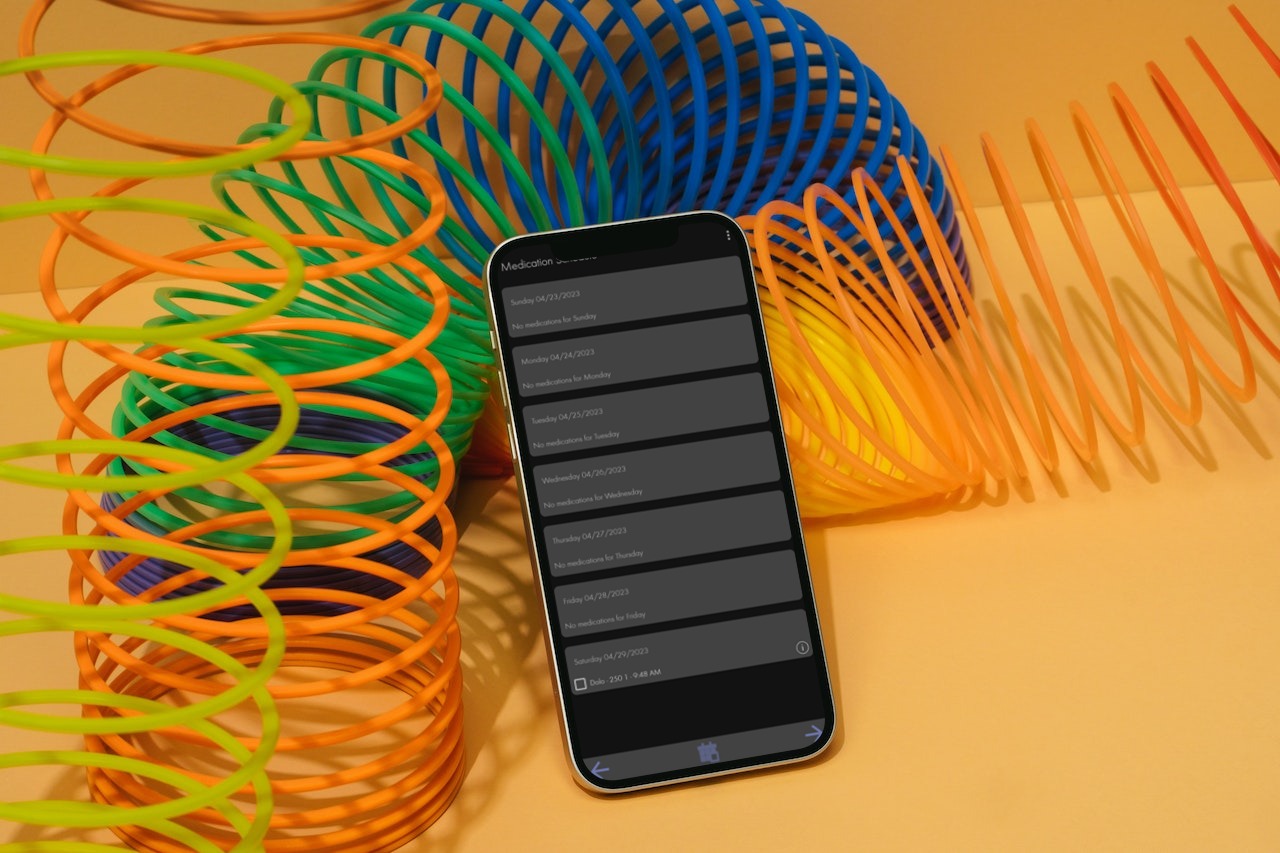 Medication Schedule
Sunday 04/23/2023
No medications for Sunday
Monday 04/24/2023
No medications for Monday
Tuesday 04/25/2023
No medications for Tuesday
Wednesday 04/26/2023
No medications for Wednesday
Thursday 04/27/2023
No medications for Thursday
Friday 04/28/2023
No medications for Friday
Saturday 04/29/2023
Dolo - 250 1 - 9:48 AM